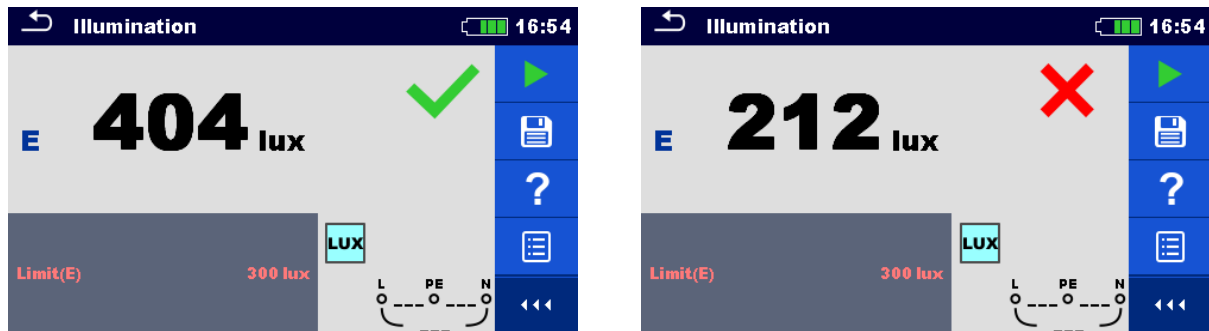 Illumination 16:54
E 404 lux
?
LUX
Limit(E) 300 lux
L PE N
Illumination 16:54
E 212 lux
?
LUX
Limit(E) 300 lux
L PE N